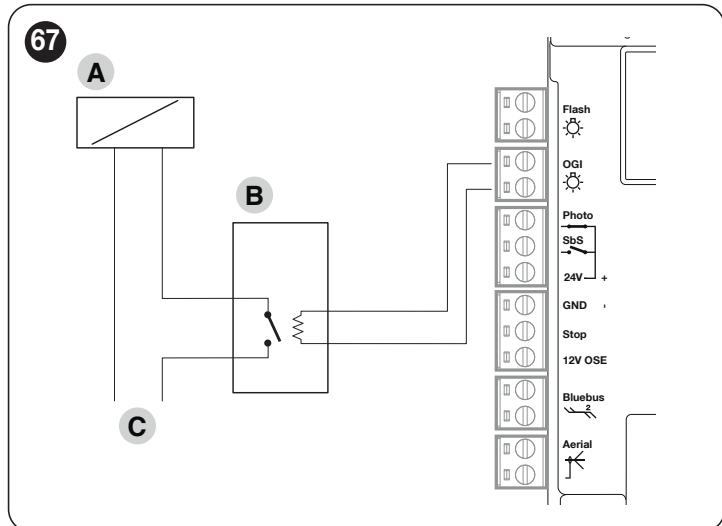 67
A
B
C
Flash
OGI
Photo
SbS
24V +
GND -
Stop
12V OSE
Bluebus
2
Aerial